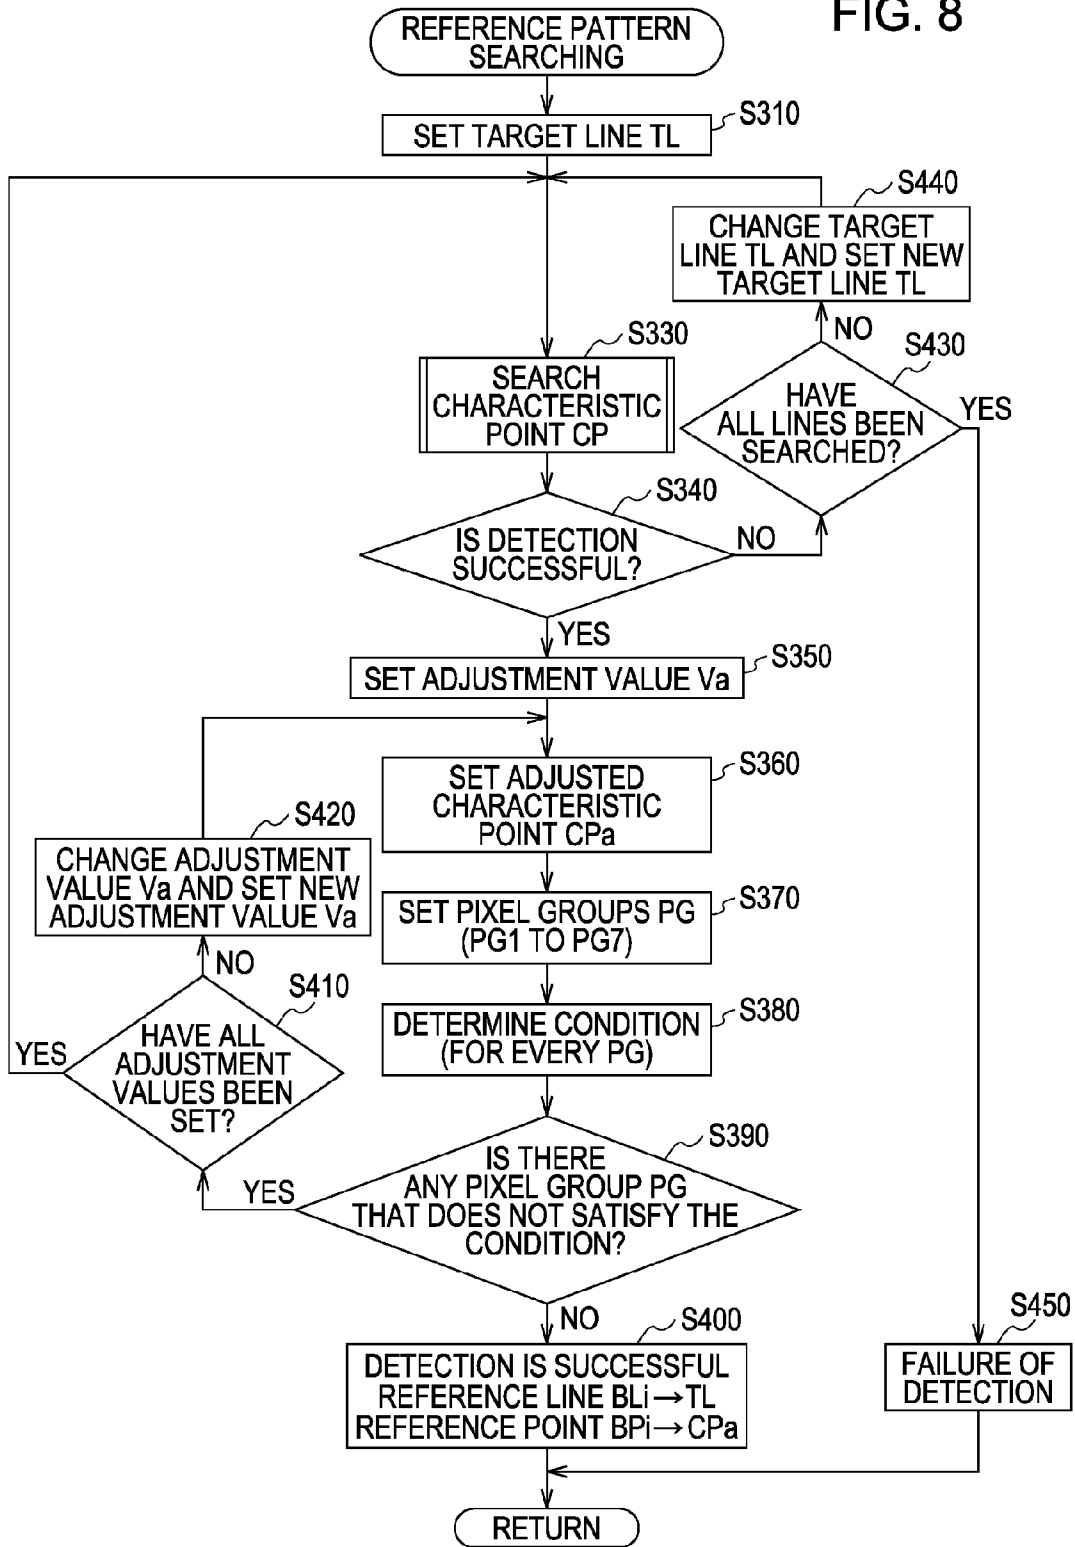 FIG. 8
REFERENCE PATTERN
SEARCHING
S310
SET TARGET LINE TL
S440
CHANGE TARGET
LINE TL AND SET NEW
TARGET LINE TL
NO
S330
SEARCH
CHARACTERISTIC
POINT CP
S430
HAVE
ALL LINES BEEN
SEARCHED?
YES
S340
IS DETECTION
SUCCESSFUL?
NO
YES
S350
SET ADJUSTMENT VALUE Va
S360
SET ADJUSTED
CHARACTERISTIC
POINT CPa
S420
CHANGE ADJUSTMENT
VALUE Va AND SET NEW
ADJUSTMENT VALUE Va
S370
SET PIXEL GROUPS PG
(PG1 TO PG7)
NO
S410
HAVE ALL
ADJUSTMENT
VALUES BEEN
SET?
YES
S380
DETERMINE CONDITION
(FOR EVERY PG)
S390
IS THERE
ANY PIXEL GROUP PG
THAT DOES NOT SATISFY THE
CONDITION?
YES
NO
S400
DETECTION IS SUCCESSFUL
REFERENCE LINE BLi→TL
REFERENCE POINT BPi→CPa
S450
FAILURE OF
DETECTION
RETURN